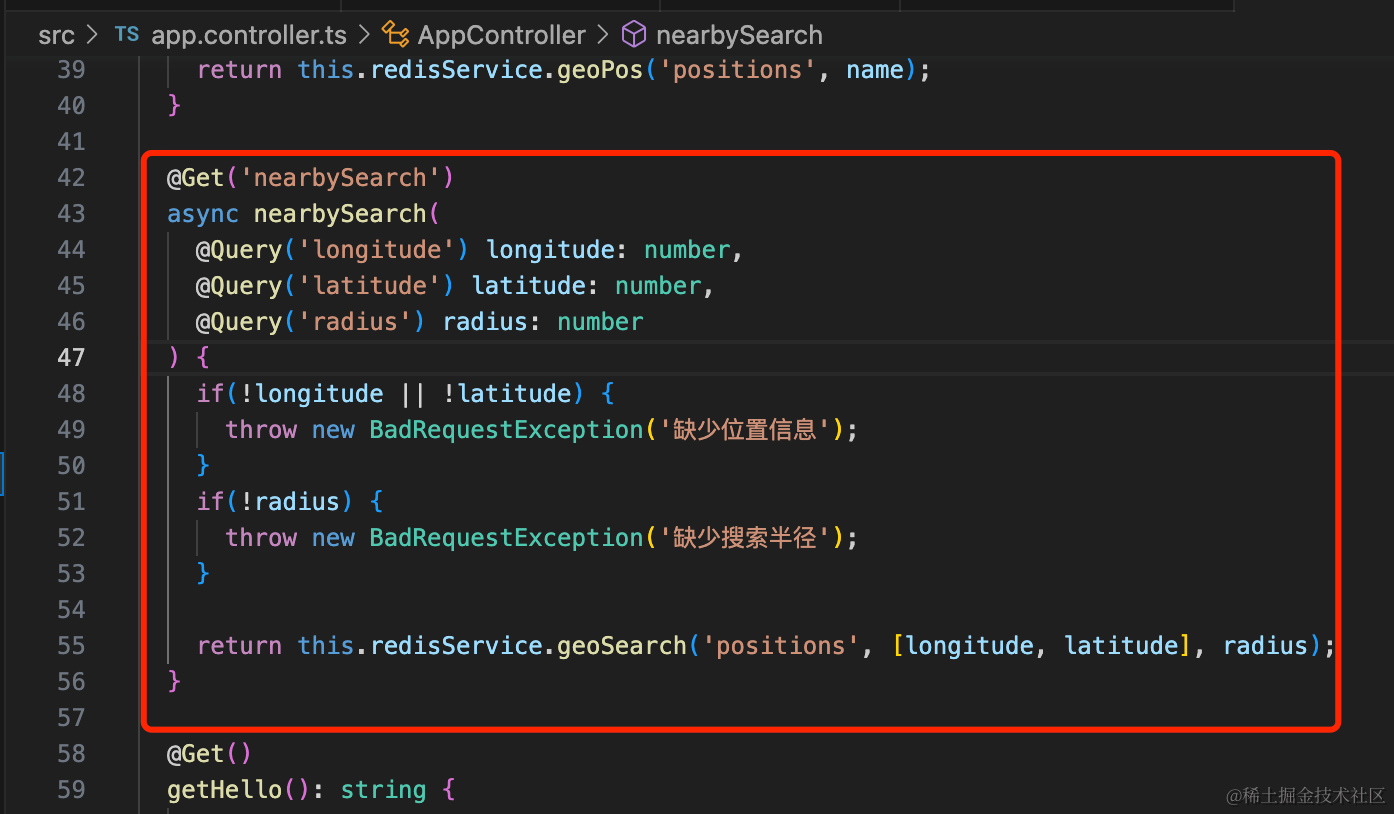 src > TS app.controller.ts > AppController > nearbySearch
39 return this.redisService.geoPos('positions', name);
40 }
41
42 @Get('nearbySearch')
43 async nearbySearch(
44 @Query('longitude') longitude: number,
45 @Query('latitude') latitude: number,
46 @Query('radius') radius: number
47 ) {
48 if(!longitude || !latitude) {
49 throw new BadRequestException('缺少位置信息');
50 }
51 if(!radius) {
52 throw new BadRequestException('缺少搜索半径');
53 }
54
55 return this.redisService.geoSearch('positions', [longitude, latitude], radius);
56 }
57
58 @Get()
59 getHello(): string {
@稀土掘金技术社区